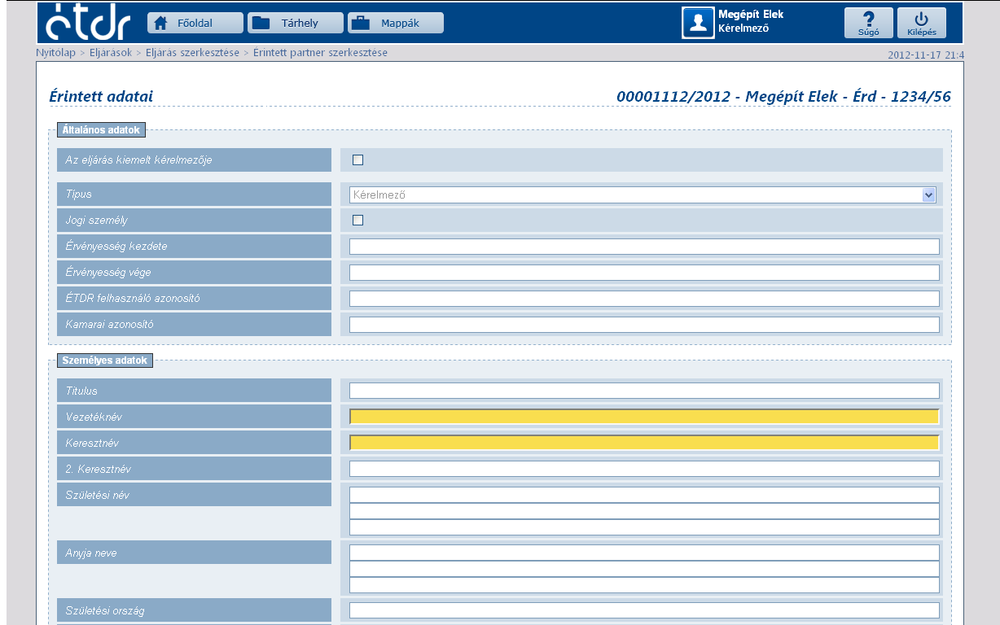 étdr
Főoldal
Tárhely
Mappák
Megépít Elek
Kérelmező
?
Súgó
Kilépés
Nyitólap > Eljárások > Eljárás szerkesztése > Érintett partner szerkesztése
2012-11-17 21:4
Érintett adatai
00001112/2012 - Megépít Elek - Érd - 1234/56
Általános adatok
Az eljárás kiemelt kérelmezője
Típus
Kérelmező
Jogi személy
Érvényesség kezdete
Érvényesség vége
ÉTDR felhasználó azonosító
Kamarai azonosító
Személyes adatok
Titulus
Vezetéknév
Keresztnév
2. Keresztnév
Születési név
Anyja neve
Születési ország